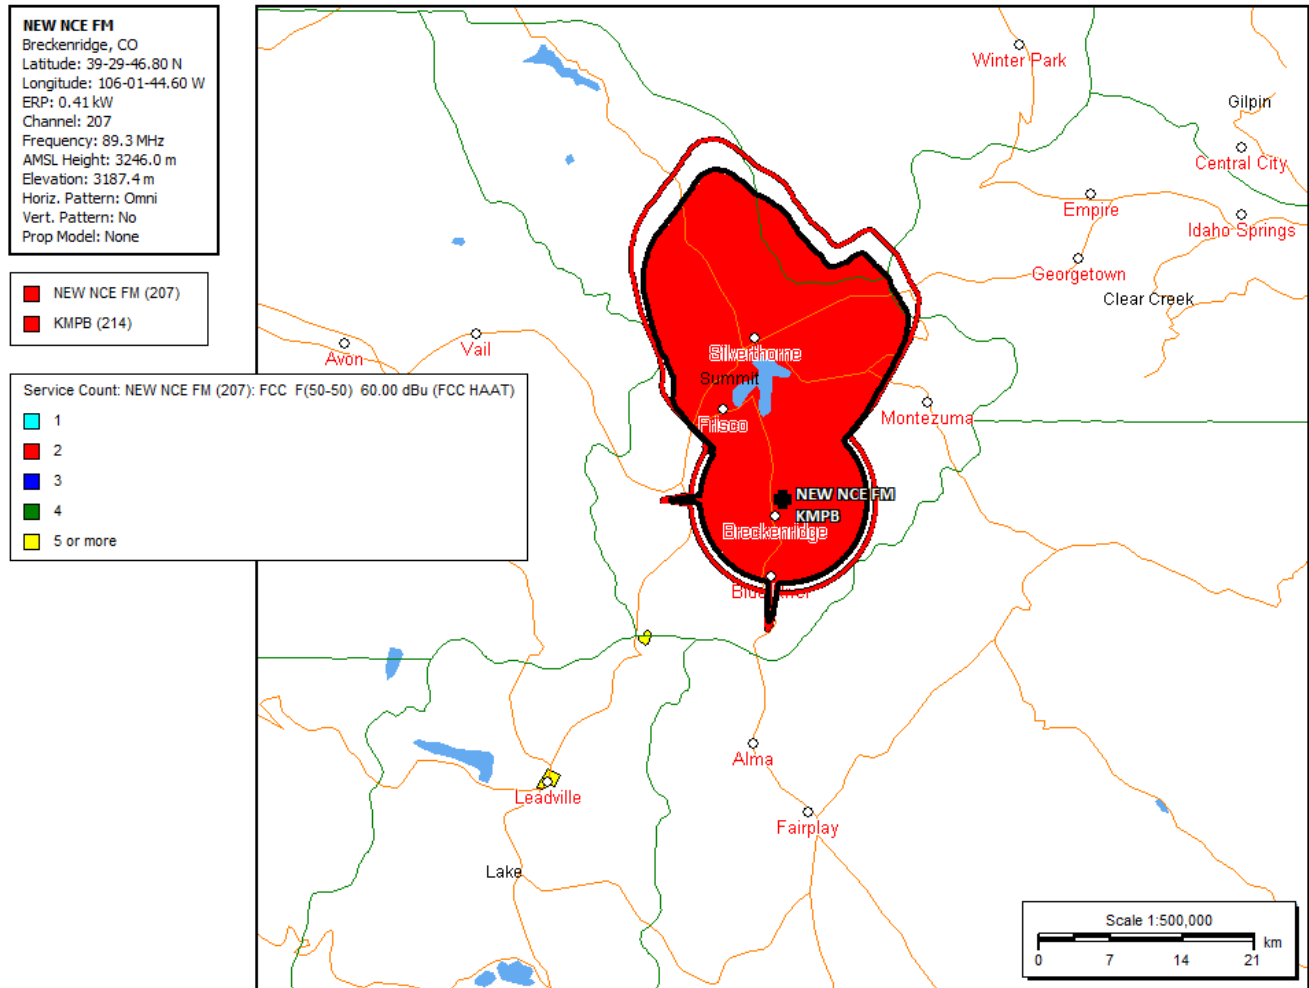 NEW NCE FM
Breckenridge, CO
Latitude: 39-29-46.80 N
Longitude: 106-01-44.60 W
ERP: 0.41 kW
Channel: 207
Frequency: 89.3 MHz
AMSL Height: 3246.0 m
Elevation: 3187.4 m
Horiz. Pattern: Omni
Vert. Pattern: No
Prop Model: None
NEW NCE FM (207)
KMPB (214)
Service Count: NEW NCE FM (207): FCC F(50-50) 60.00 dBu (FCC HAAT)
1
2
3
4
5 or more
Winter Park
Gilpin
Central City
Empire
Idaho Springs
Georgetown
Clear Creek
Avon
Vail
Silverthorne
Summit
Frisco
Montezuma
NEW NCE FM
KMPB
Breckenridge
Alma
Leadville
Fairplay
Lake
Scale 1:500,000
km
0 7 14 21